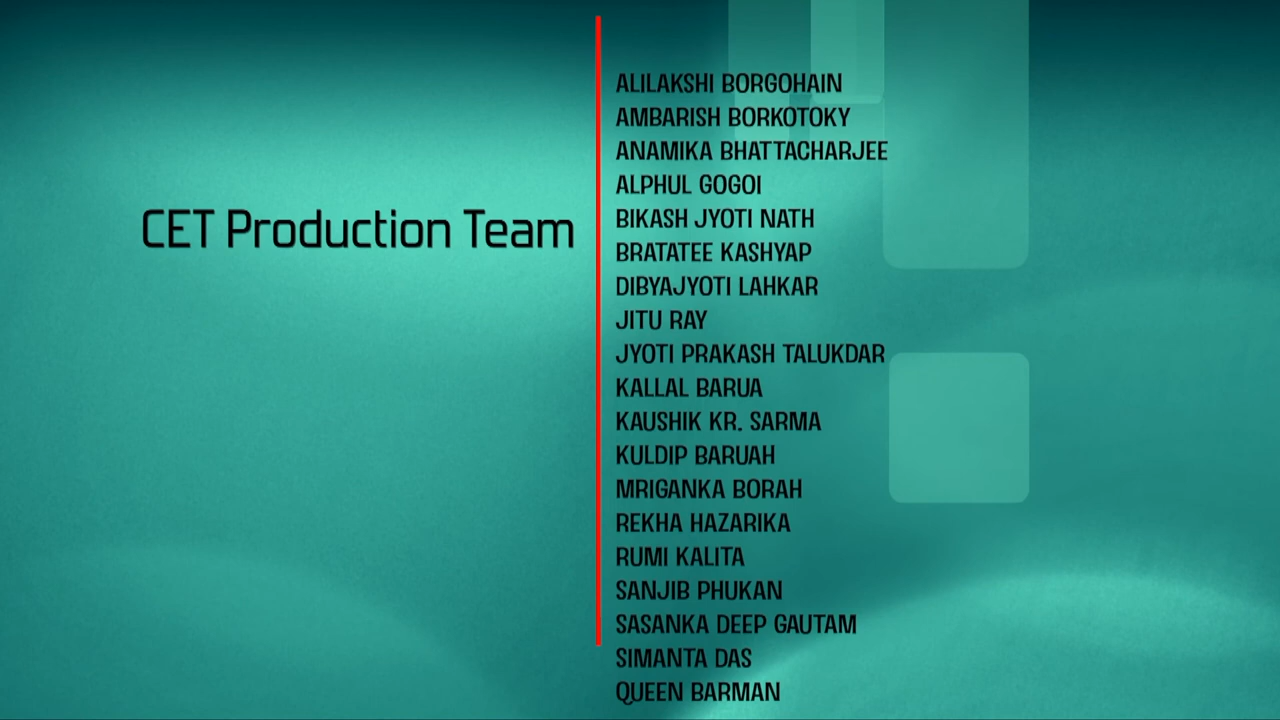 CET Production Team
ALILAKSHI BORGOHAIN
AMBARISH BORKOTOKY
ANAMIKA BHATTACHARJEE
ALPHUL GOGOI
BIKASH JYOTI NATH
BRATATEE KASHYAP
DIBYAJYOTI LAHKAR
JITU RAY
JYOTI PRAKASH TALUKDAR
KALLAL BARUA
KAUSHIK KR. SARMA
KULDIP BARUAH
MRIGANKA BORAH
REKHA HAZARIKA
RUMI KALITA
SANJIB PHUKAN
SASANKA DEEP GAUTAM
SIMANTA DAS
QUEEN BARMAN